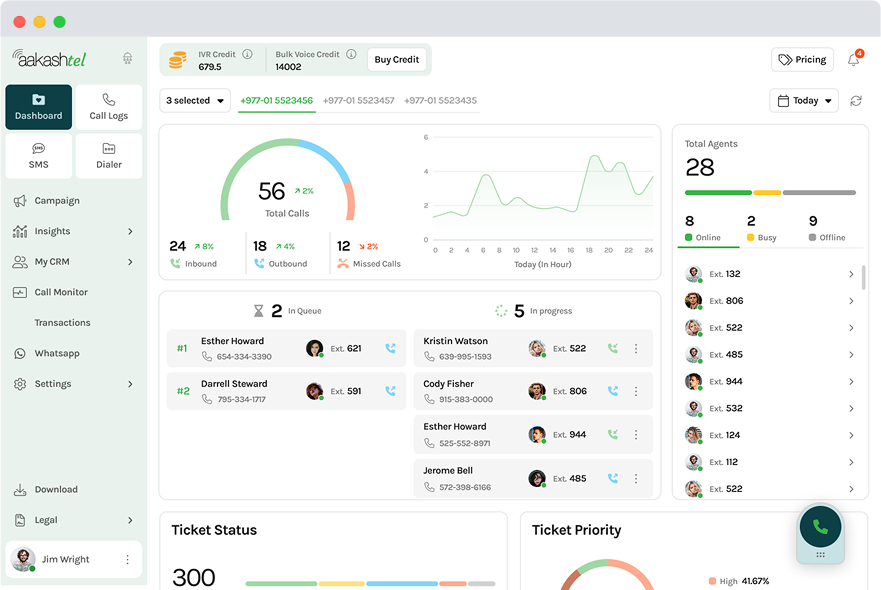 aakashtel
IVR Credit
679.5
Bulk Voice Credit
14002
Buy Credit
Pricing
4
Dashboard
Call Logs
SMS
Dialer
Campaign
Insights
My CRM
Call Monitor
Transactions
Whatsapp
Settings
Download
Legal
Jim Wright
3 selected
+977-01 5523456
+977-01 5523457
+977-01 5523435
Today
56
2%
Total Calls
24
8%
Inbound
18
4%
Outbound
12
2%
Missed Calls
6
4
2
0
0 2 4 6 8 10 12 14 16 18 20 22 24
Today (In Hour)
Total Agents
28
8
Online
2
Busy
9
Offline
Ext. 132
Ext. 806
Ext. 522
Ext. 485
Ext. 944
Ext. 532
Ext. 124
Ext. 112
Ext. 522
2 In Queue
#1
Esther Howard
654-334-3390
Ext. 621
#2
Darrell Steward
795-334-1717
Ext. 591
5 In progress
Kristin Watson
639-995-1593
Ext. 522
Cody Fisher
915-383-0000
Ext. 806
Esther Howard
525-552-8971
Ext. 944
Jerome Bell
572-398-6166
Ext. 485
Ticket Status
300
Ticket Priority
High 41.67%